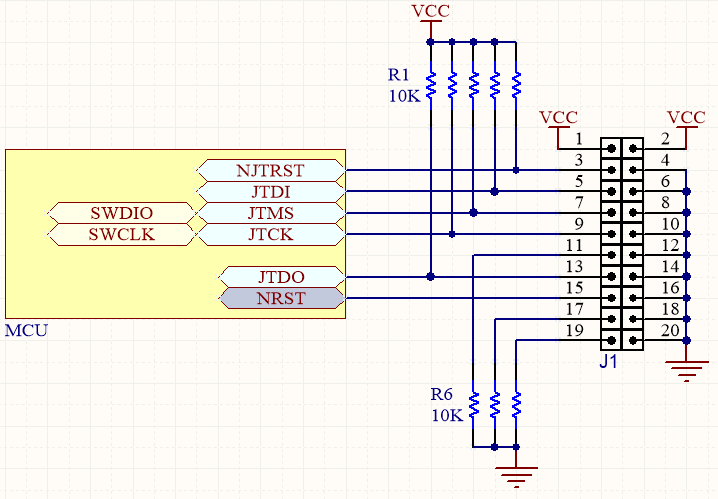 VCC
R1
10K
VCC
VCC
1
2
NJTRST
3
4
JTDI
5
6
SWDIO
JTMS
7
8
SWCLK
JTCK
9
10
11
12
JTDO
13
14
NRST
15
16
17
18
MCU
19
20
J1
R6
10K